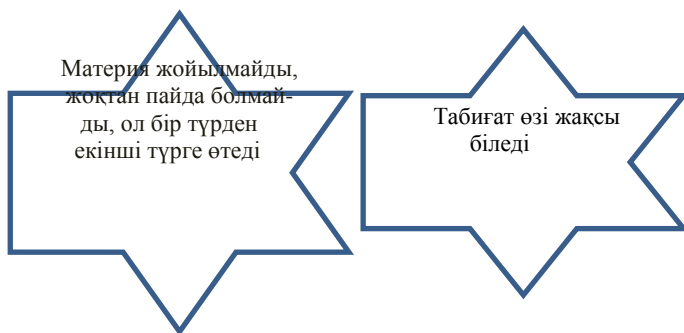 Материя жойылмайды,
жоқтан пайда болмай-
ды, ол бір түрден
екінші түрге өтеді
Табиғат өзі жақсы
біледі